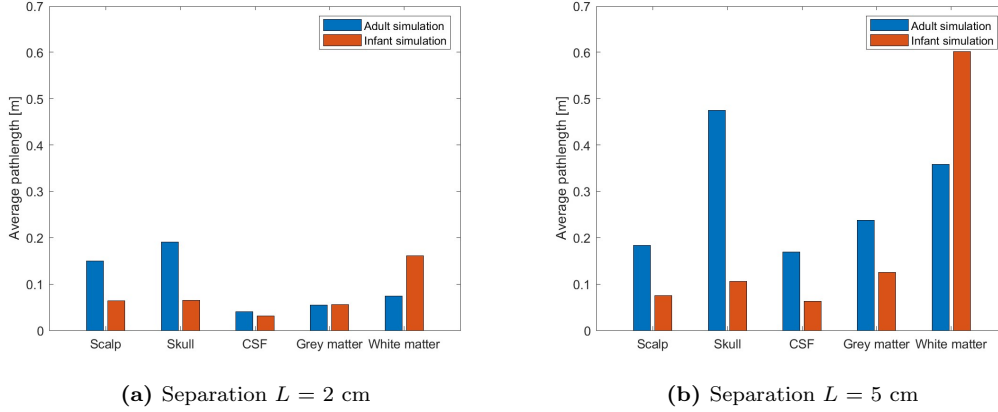 0.7
0.6
0.5
0.4
0.3
0.2
0.1
0
Average pathlength [m]
Adult simulation
Infant simulation
Scalp Skull CSF Grey matter White matter
(a) Separation L = 2 cm
0.7
0.6
0.5
0.4
0.3
0.2
0.1
0
Average pathlength [m]
Adult simulation
Infant simulation
Scalp Skull CSF Grey matter White matter
(b) Separation L = 5 cm